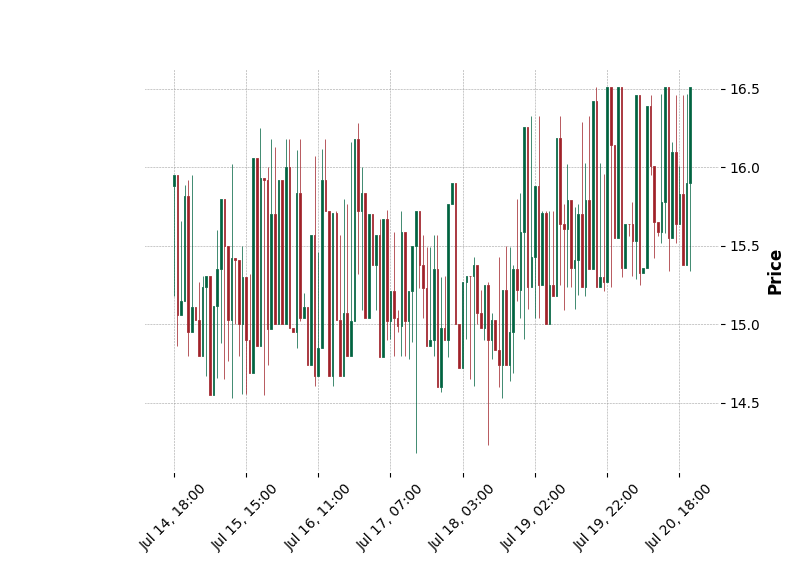 16.5
16.0
15.5
15.0
14.5
Price
Jul 14, 18:00
Jul 15, 15:00
Jul 16, 11:00
Jul 17, 07:00
Jul 18, 03:00
Jul 19, 02:00
Jul 19, 22:00
Jul 20, 18:00